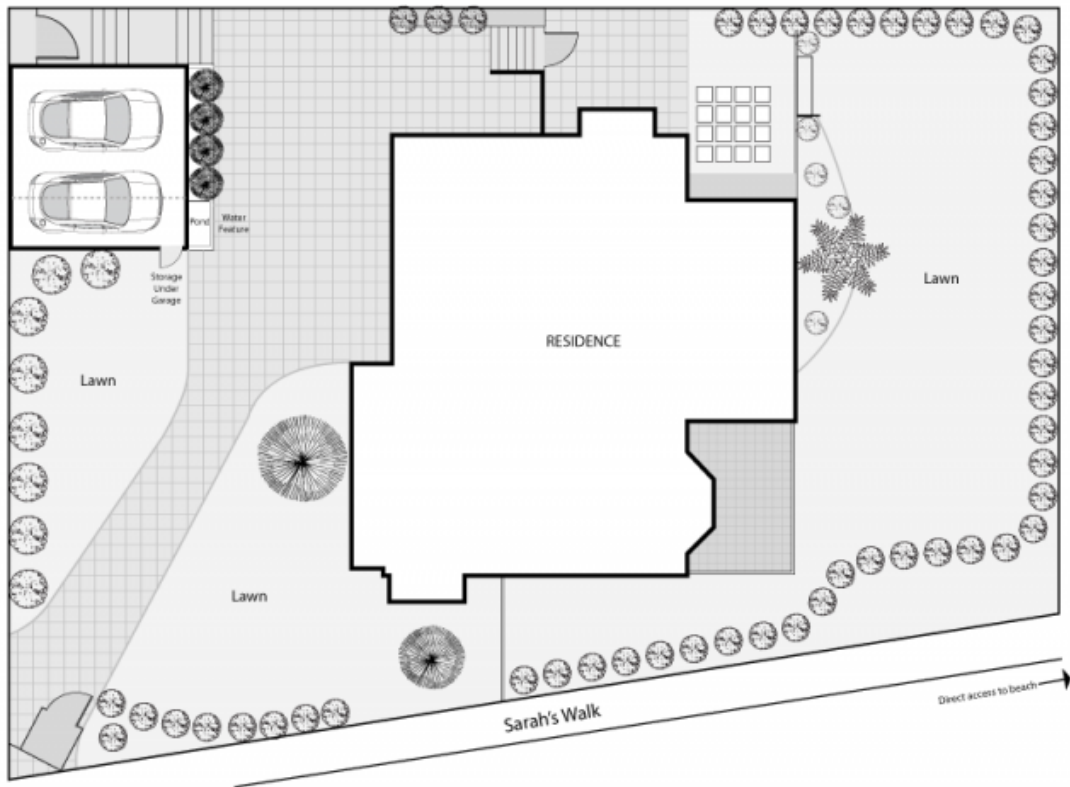 Pond
Water
Feature
Storage
Under
Garage
Lawn
RESIDENCE
Lawn
Lawn
Sarah's Walk
Direct access to beach